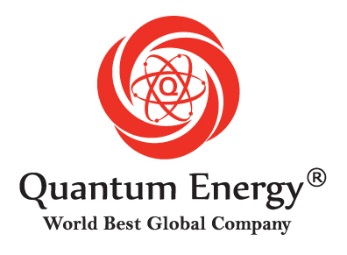 Q
Quantum Energy®
World Best Global Company